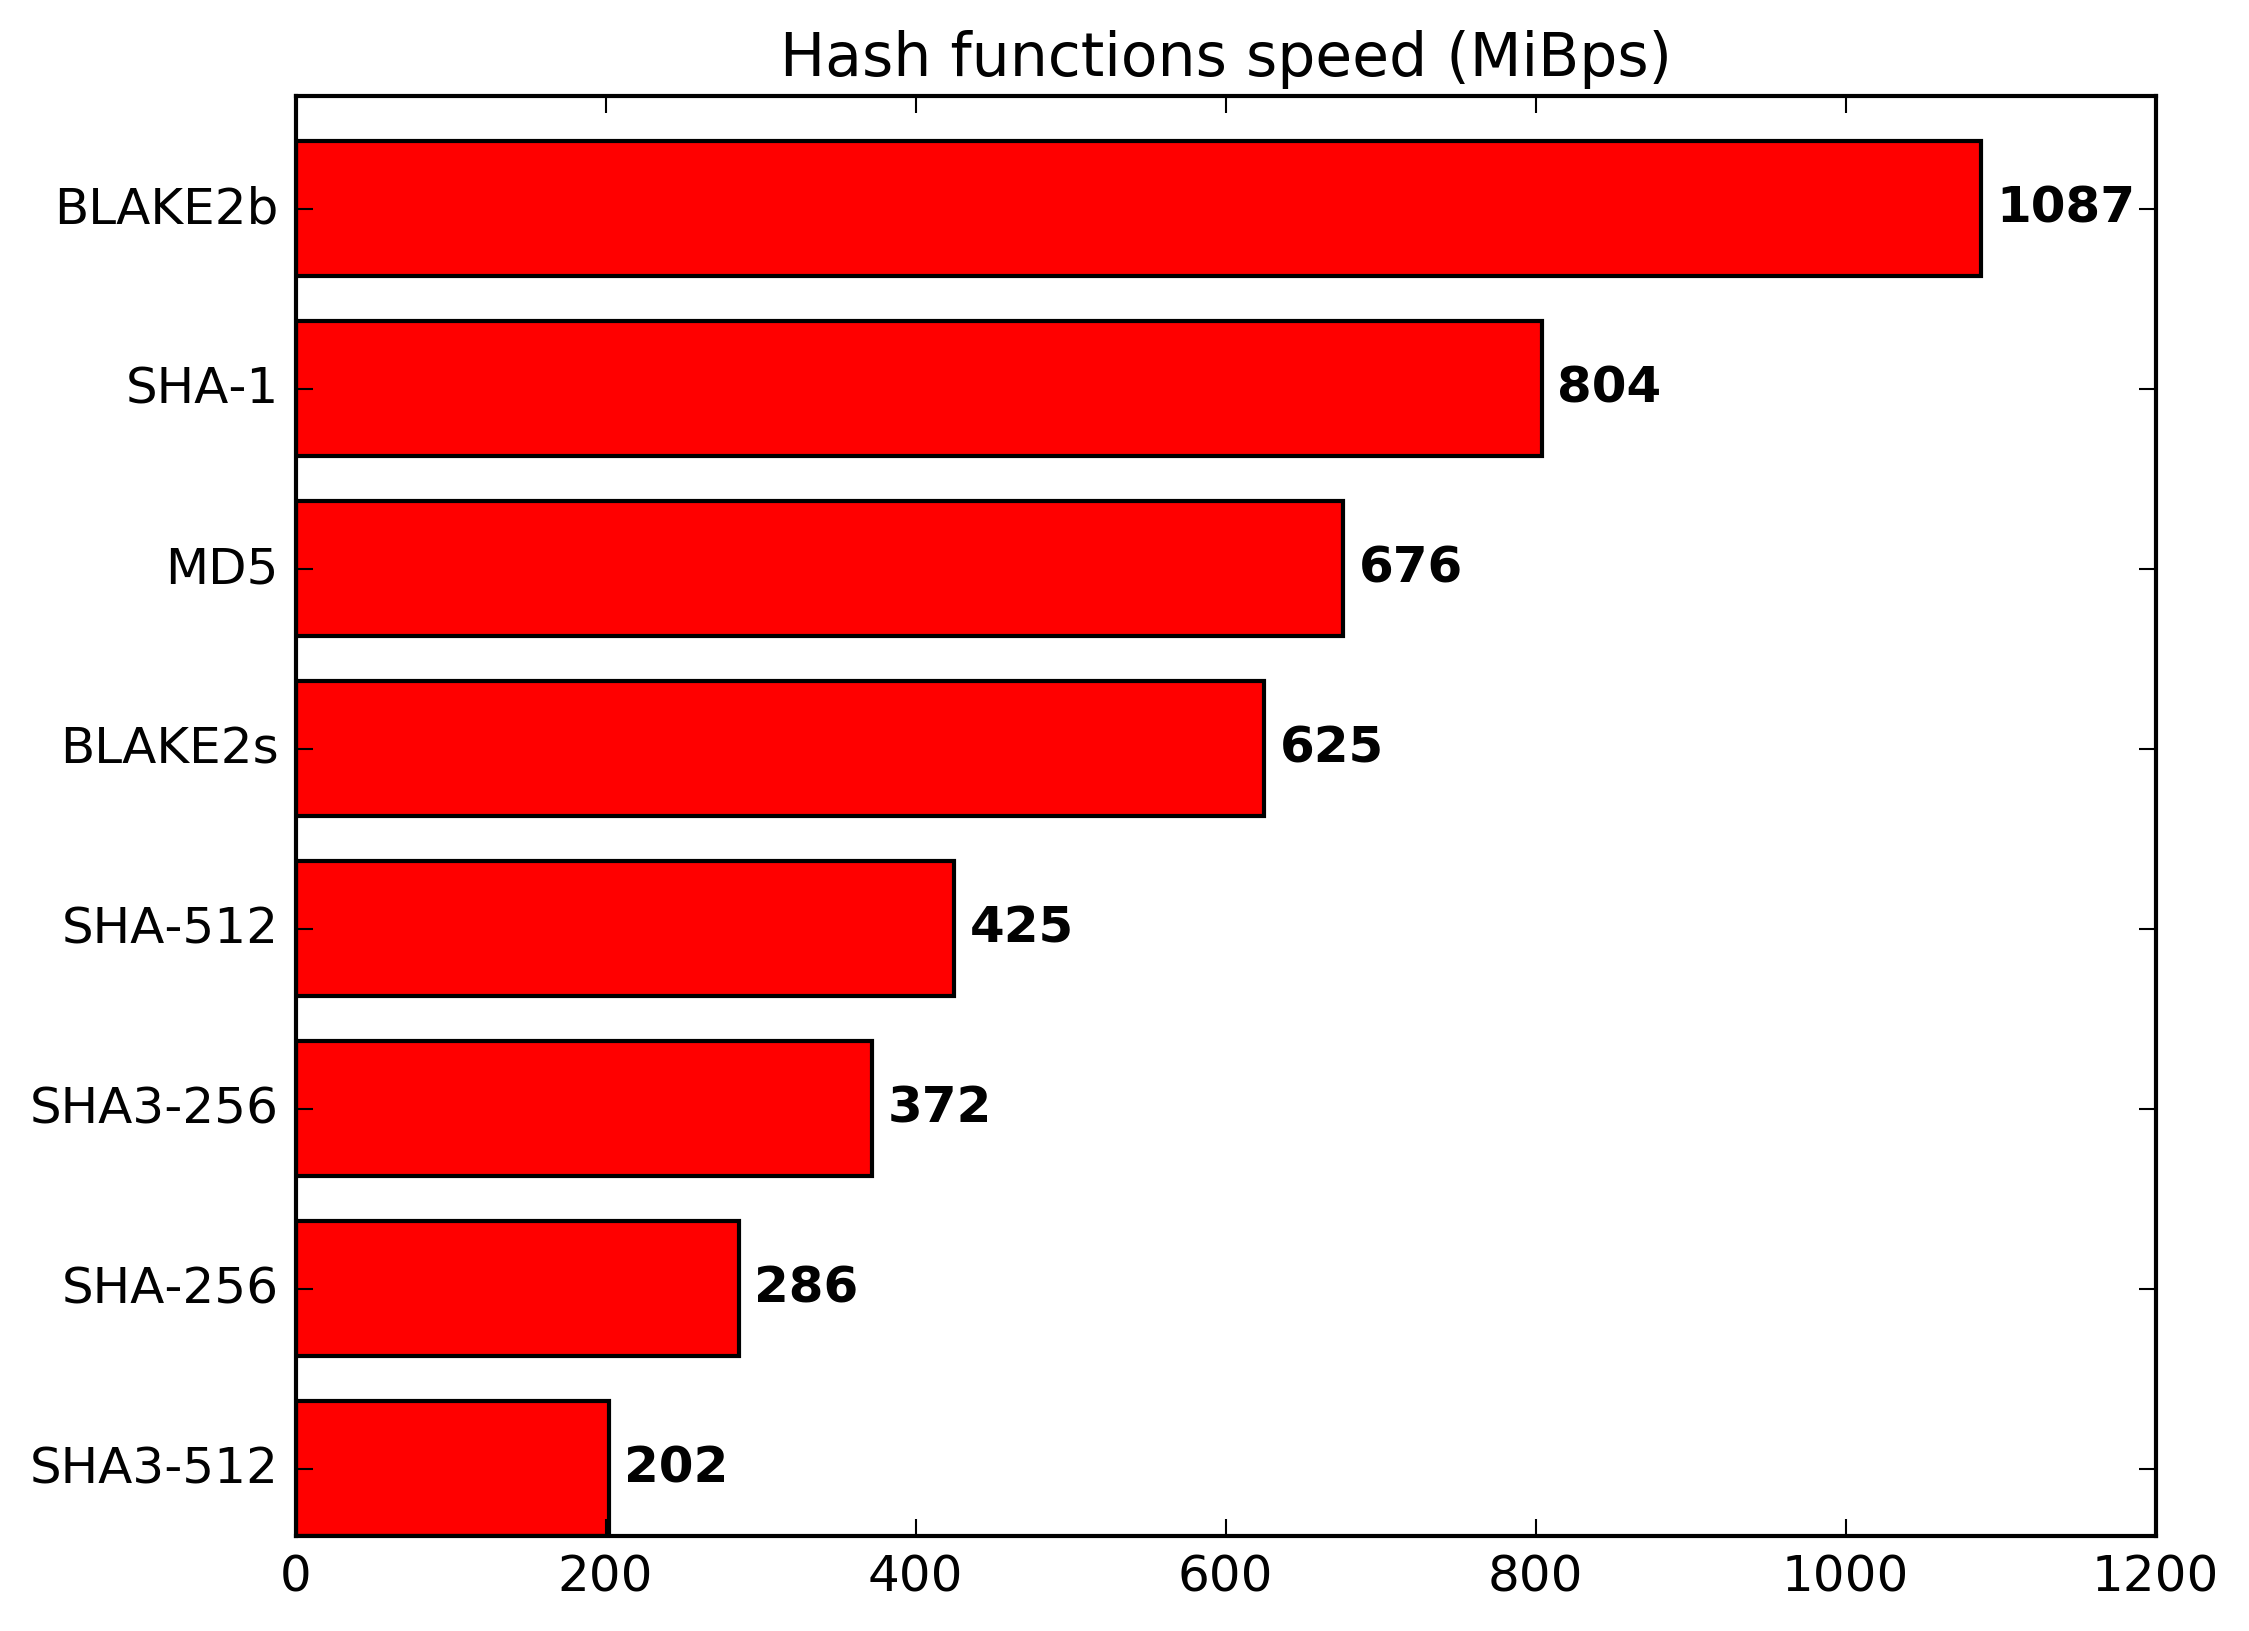 Hash functions speed (MiBps)
BLAKE2b 1087
SHA-1 804
MD5 676
BLAKE2s 625
SHA-512 425
SHA3-256 372
SHA-256 286
SHA3-512 202
0 200 400 600 800 1000 1200